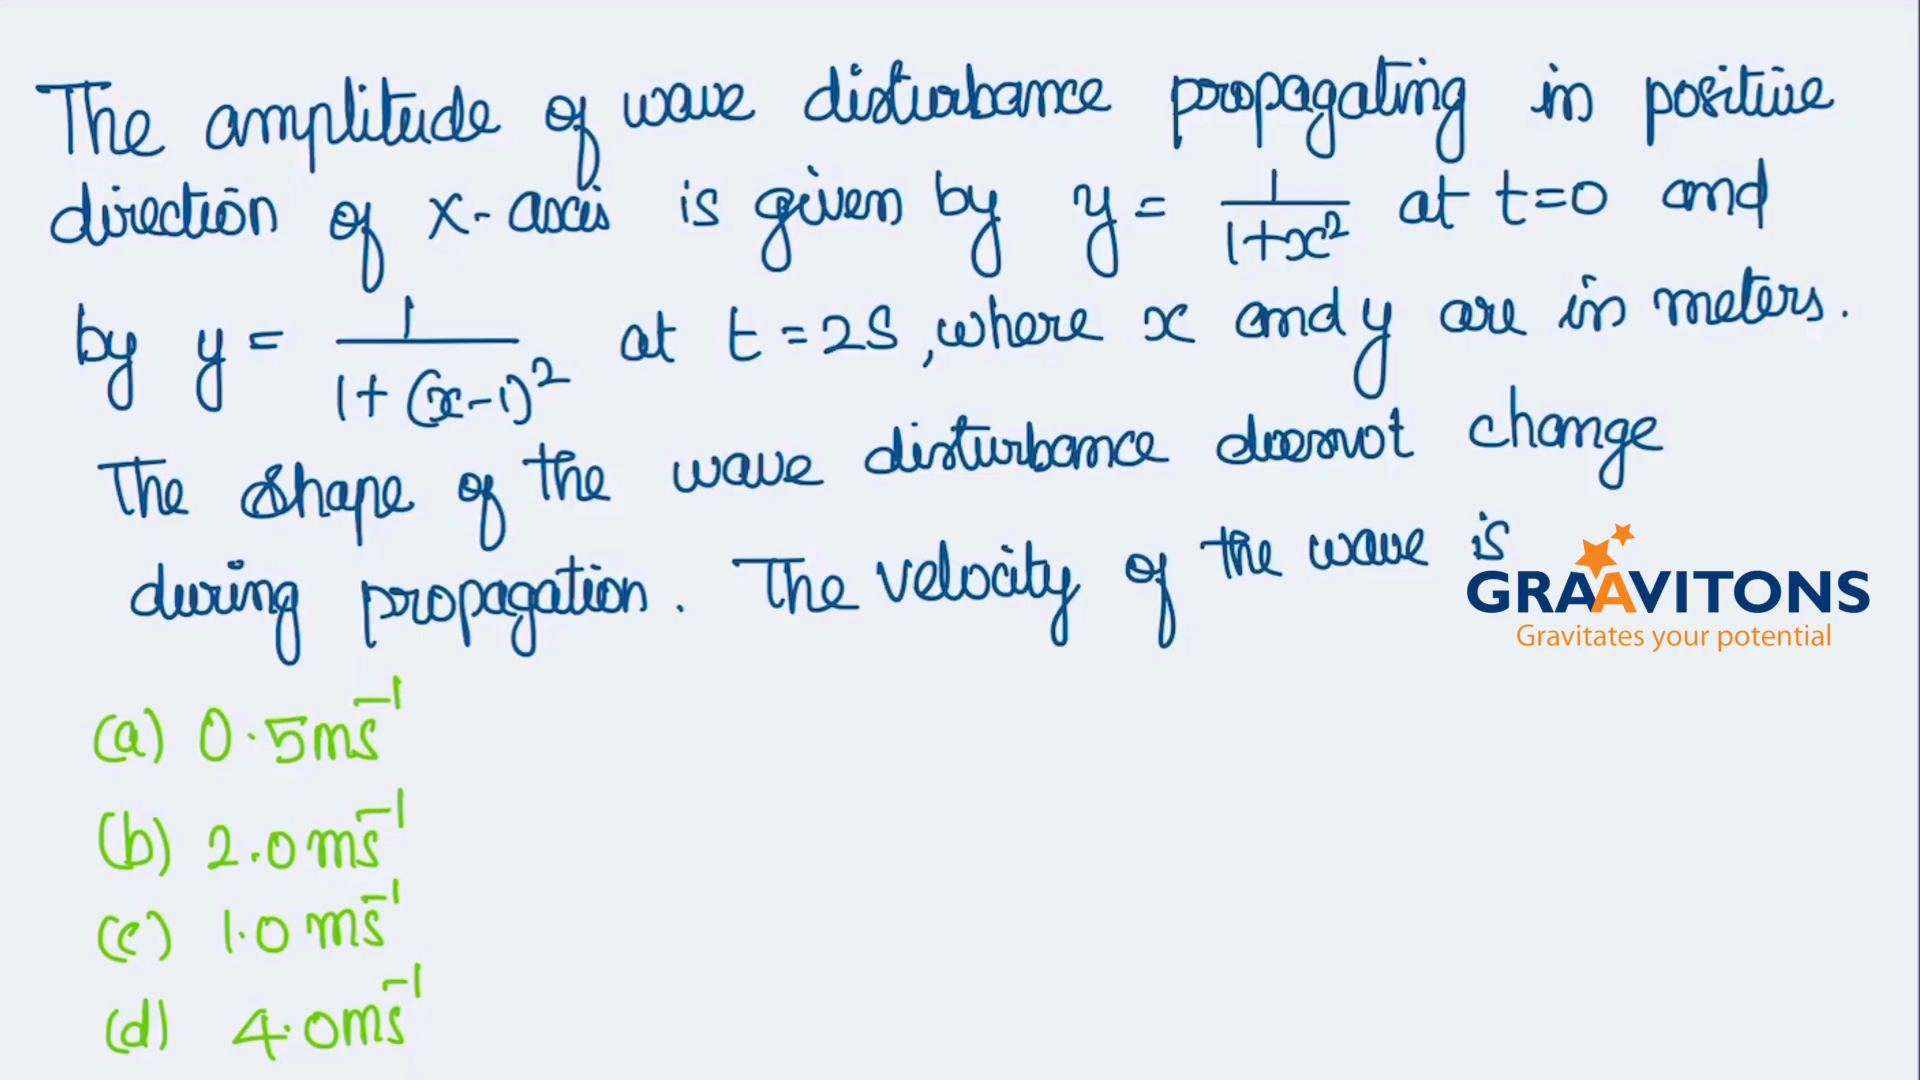 The amplitude of wave disturbance propagating in positive
direction of x-axis is given by y = 1/(1+x²) at t=0 and
by y = 1/(1+(x-1)²) at t=2S, where x and y are in meters.
The shape of the wave disturbance doesnot change
during propagation. The velocity of the wave is
GRAAVITONS
Gravitates your potential
(a) 0.5ms⁻¹
(b) 2.0ms⁻¹
(c) 1.0ms⁻¹
(d) 4.0ms⁻¹